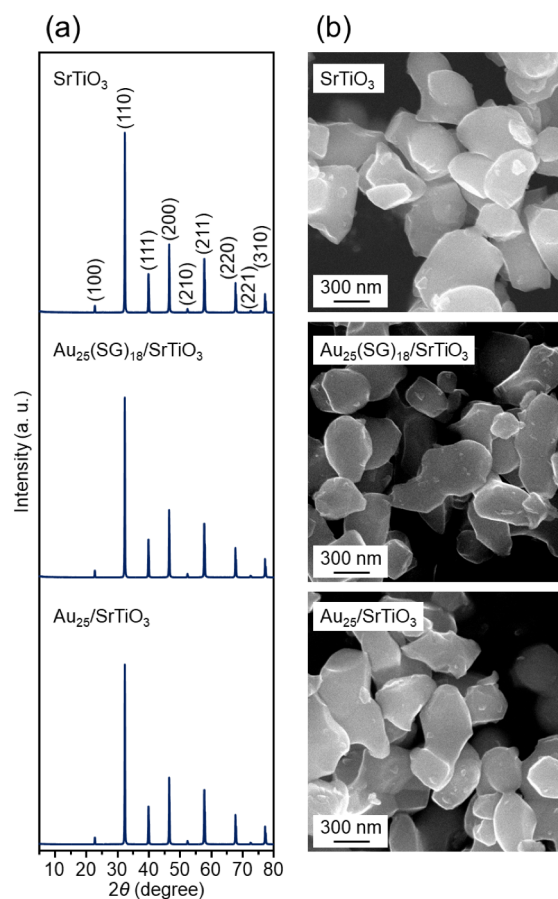 (a)
(b)
SrTiO₃
(100)
(110)
(111)
(200)
(210)
(211)
(220)
(221)
(310)
Au₂₅(SG)₁₈/SrTiO₃
Au₂₅/SrTiO₃
Intensity (a. u.)
10 20 30 40 50 60 70 80
2θ (degree)
SrTiO₃
300 nm
Au₂₅(SG)₁₈/SrTiO₃
300 nm
Au₂₅/SrTiO₃
300 nm